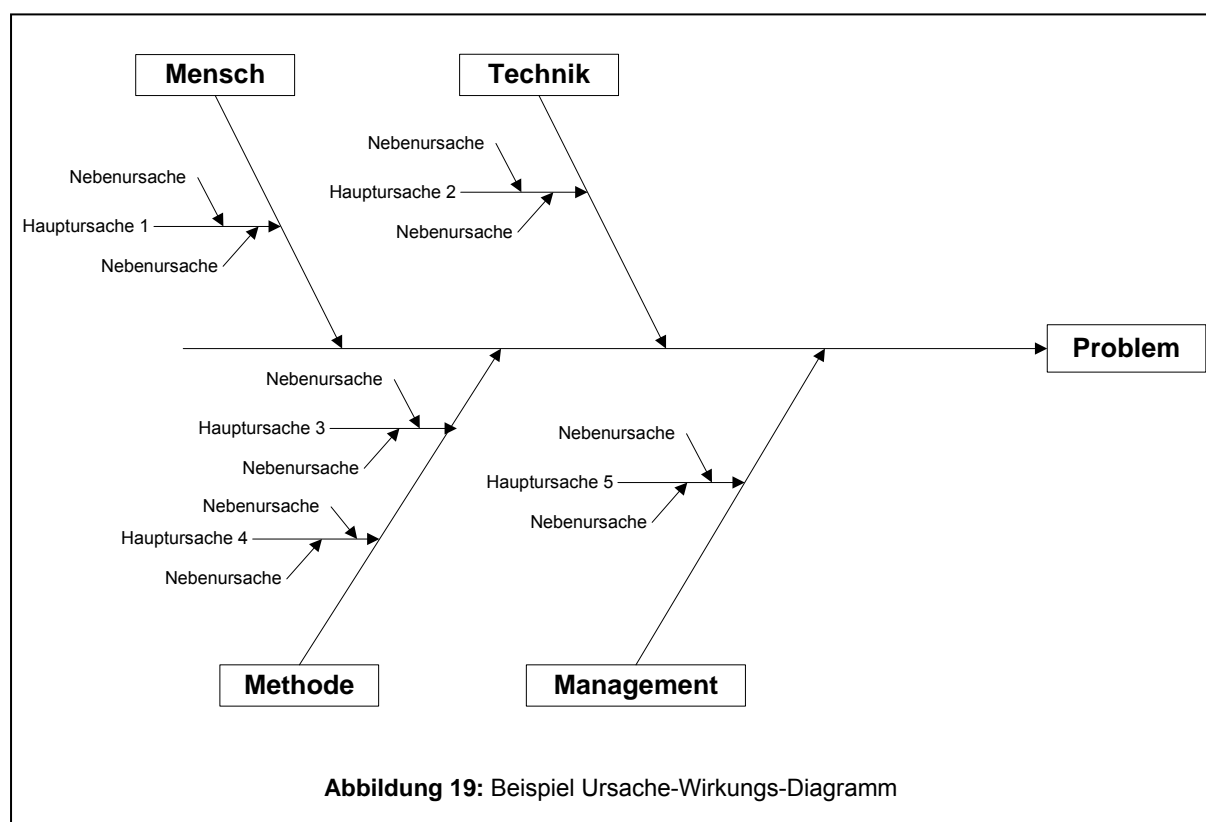 Mensch
Technik
Nebenursache
Nebenursache
Hauptursache 2
Hauptursache 1
Nebenursache
Nebenursache
Problem
Nebenursache
Hauptursache 3
Nebenursache
Nebenursache
Hauptursache 5
Nebenursache
Hauptursache 4
Nebenursache
Nebenursache
Methode
Management
Abbildung 19: Beispiel Ursache-Wirkungs-Diagramm